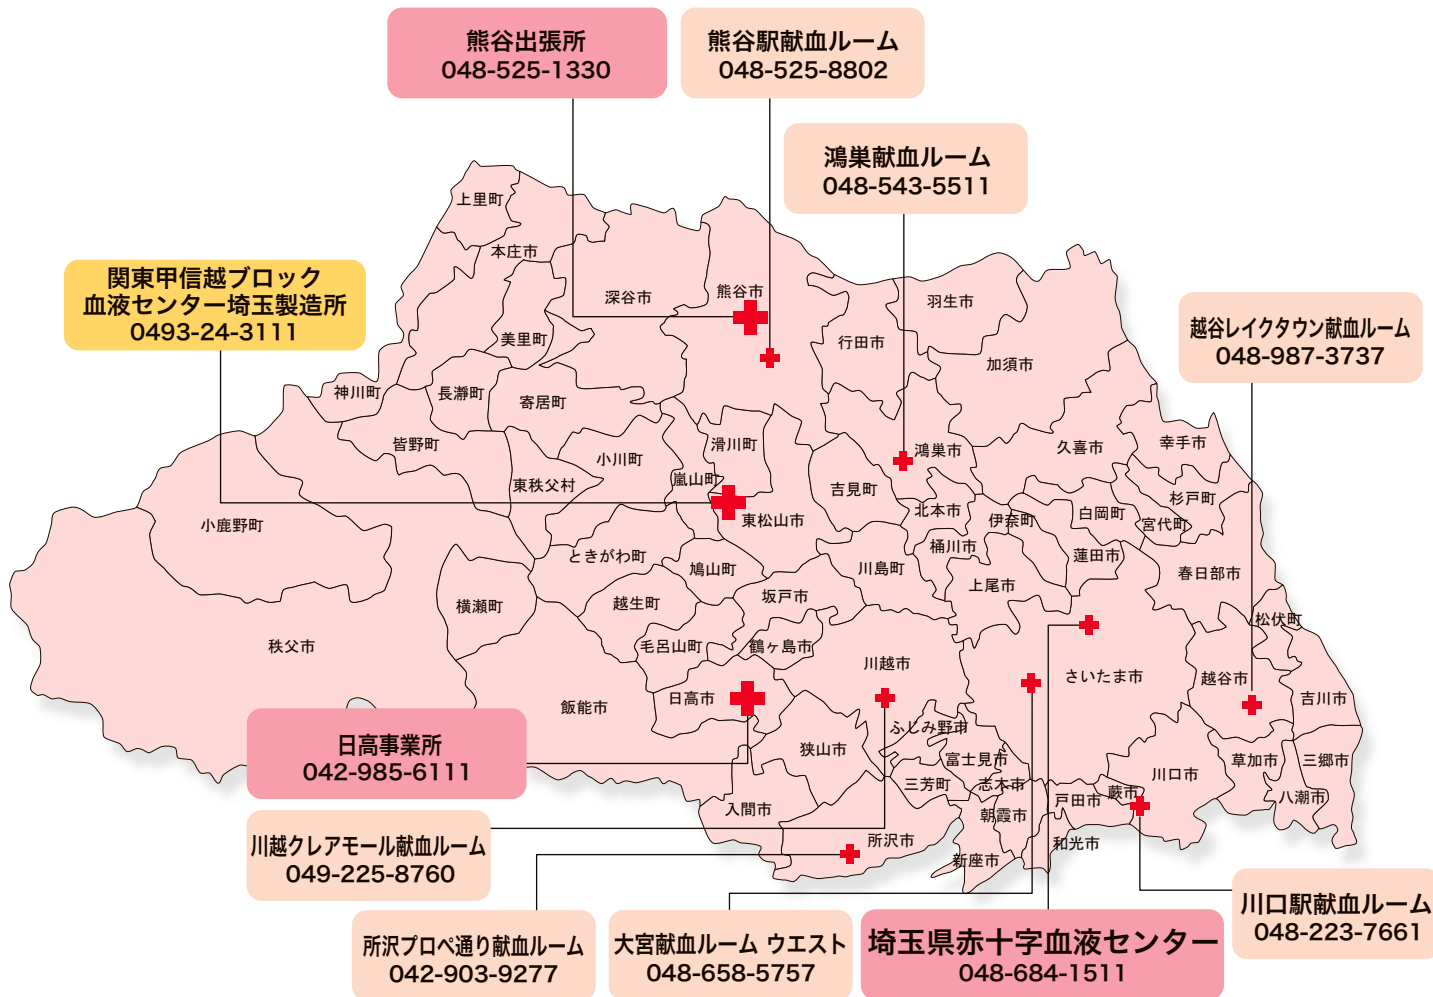 熊谷出張所
048-525-1330
熊谷駅献血ルーム
048-525-8802
鴻巣献血ルーム
048-543-5511
関東甲信越ブロック
血液センター埼玉製造所
0493-24-3111
越谷レイクタウン献血ルーム
048-987-3737
上里町
本庄市
深谷市
熊谷市
羽生市
美里町
行田市
加須市
神川町
長瀞町
寄居町
皆野町
滑川町
鴻巣市
久喜市
幸手市
小川町
嵐山町
東秩父村
吉見町
杉戸町
小鹿野町
東松山市
北本市
伊奈町
白岡町
宮代町
ときがわ町
鳩山町
川島町
桶川市
上尾市
蓮田市
春日部市
横瀬町
越生町
坂戸市
松伏町
秩父市
毛呂山町
鶴ヶ島市
川越市
さいたま市
越谷市
吉川市
飯能市
日高市
ふじみ野市
狭山市
富士見市
三芳町
志木市
川口市
草加市
三郷市
戸田市
蕨市
八潮市
入間市
朝霞市
所沢市
新座市
和光市
日高事業所
042-985-6111
川越クレアモール献血ルーム
049-225-8760
所沢プロペ通り献血ルーム
042-903-9277
大宮献血ルーム ウエスト
048-658-5757
埼玉県赤十字血液センター
048-684-1511
川口駅献血ルーム
048-223-7661